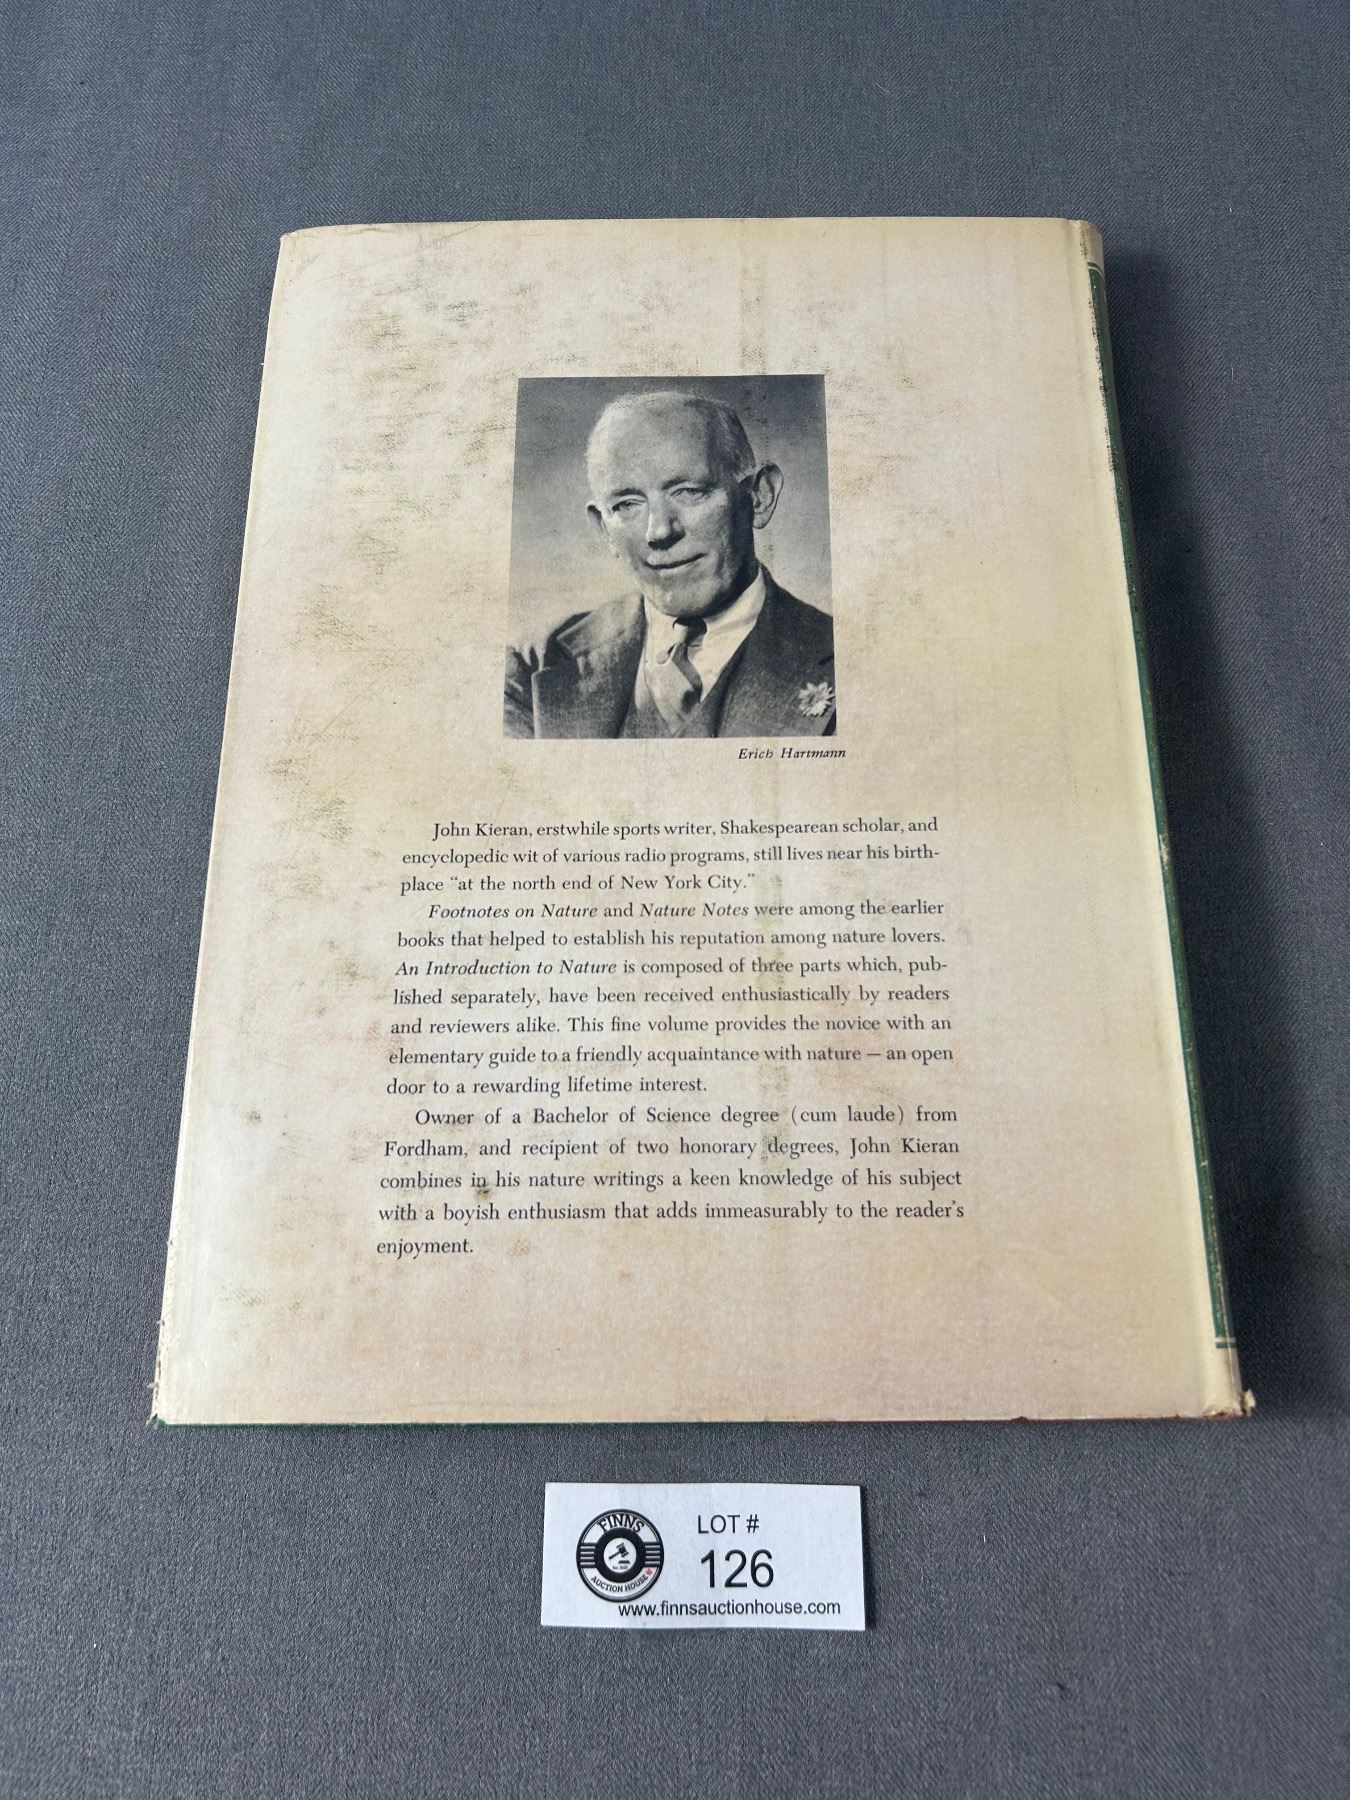 Erich Hartmann
John Kieran, erstwhile sports writer, Shakespearean scholar, and
encyclopedic wit of various radio programs, still lives near his birth-
place “at the north end of New York City.”
Footnotes on Nature and Nature Notes were among the earlier
books that helped to establish his reputation among nature lovers.
An Introduction to Nature is composed of three parts which, pub-
lished separately, have been received enthusiastically by readers
and reviewers alike. This fine volume provides the novice with an
elementary guide to a friendly acquaintance with nature — an open
door to a rewarding lifetime interest.
Owner of a Bachelor of Science degree (cum laude) from
Fordham, and recipient of two honorary degrees, John Kieran
combines in his nature writings a keen knowledge of his subject
with a boyish enthusiasm that adds immeasurably to the reader's
enjoyment.
FINNS
AUCTION HOUSE
LOT #
126
www.finnsauctionhouse.com